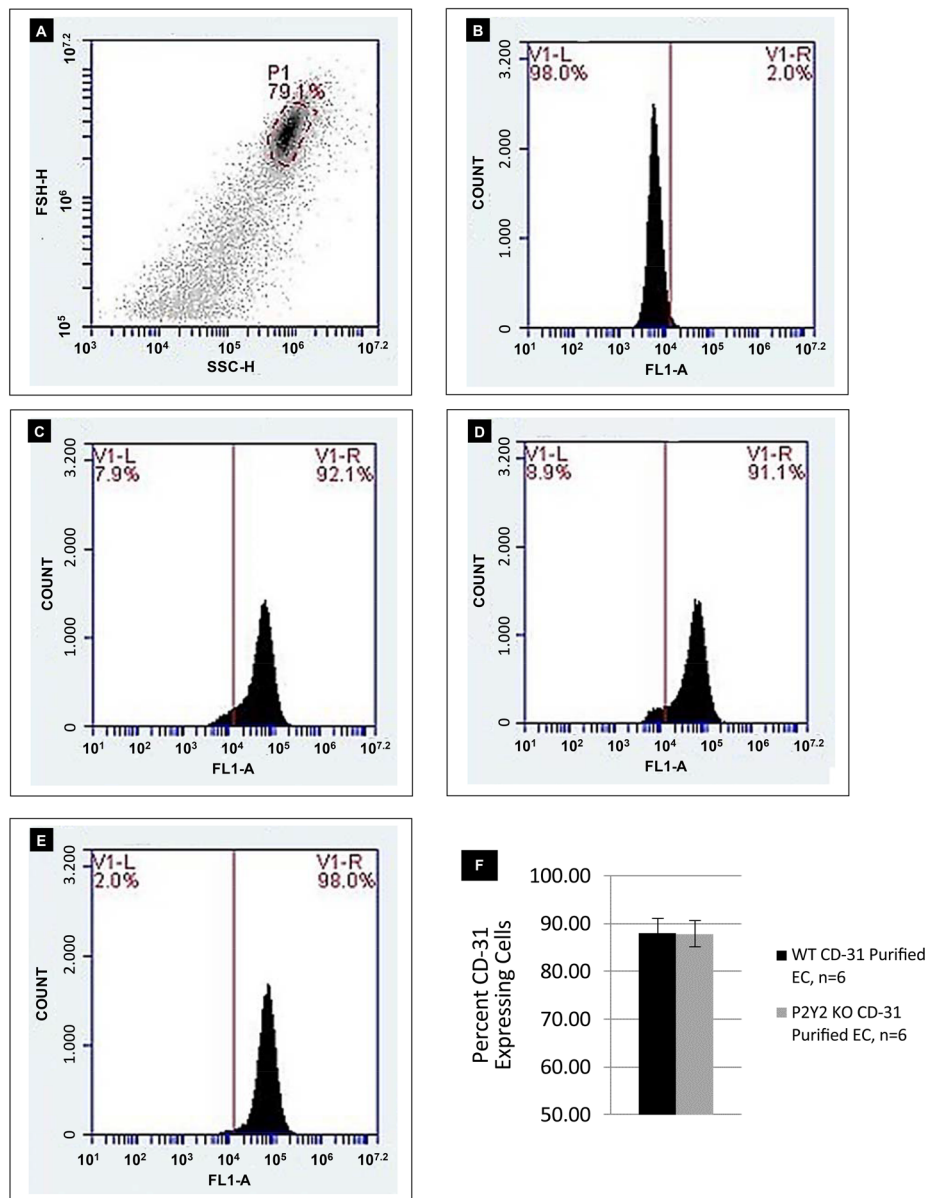 A
P1
79.1%
10^7.2
10^6
10^5
FSH-H
10^3
10^4
10^5
10^6
10^7.2
SSC-H
B
V1-L
98.0%
V1-R
2.0%
3.200
2.000
1.000
0
COUNT
10^1
10^2
10^3
10^4
10^5
10^6
10^7.2
FL1-A
C
V1-L
7.9%
V1-R
92.1%
3.200
2.000
1.000
0
COUNT
10^1
10^2
10^3
10^4
10^5
10^6
10^7.2
FL1-A
D
V1-L
8.9%
V1-R
91.1%
3.200
2.000
1.000
0
COUNT
10^1
10^2
10^3
10^4
10^5
10^6
10^7.2
FL1-A
E
V1-L
2.0%
V1-R
98.0%
3.200
2.000
1.000
0
COUNT
10^1
10^2
10^3
10^4
10^5
10^6
10^7.2
FL1-A
F
100.00
90.00
80.00
70.00
60.00
50.00
Percent CD-31
Expressing Cells
WT CD-31 Purified
EC, n=6
P2Y2 KO CD-31
Purified EC, n=6